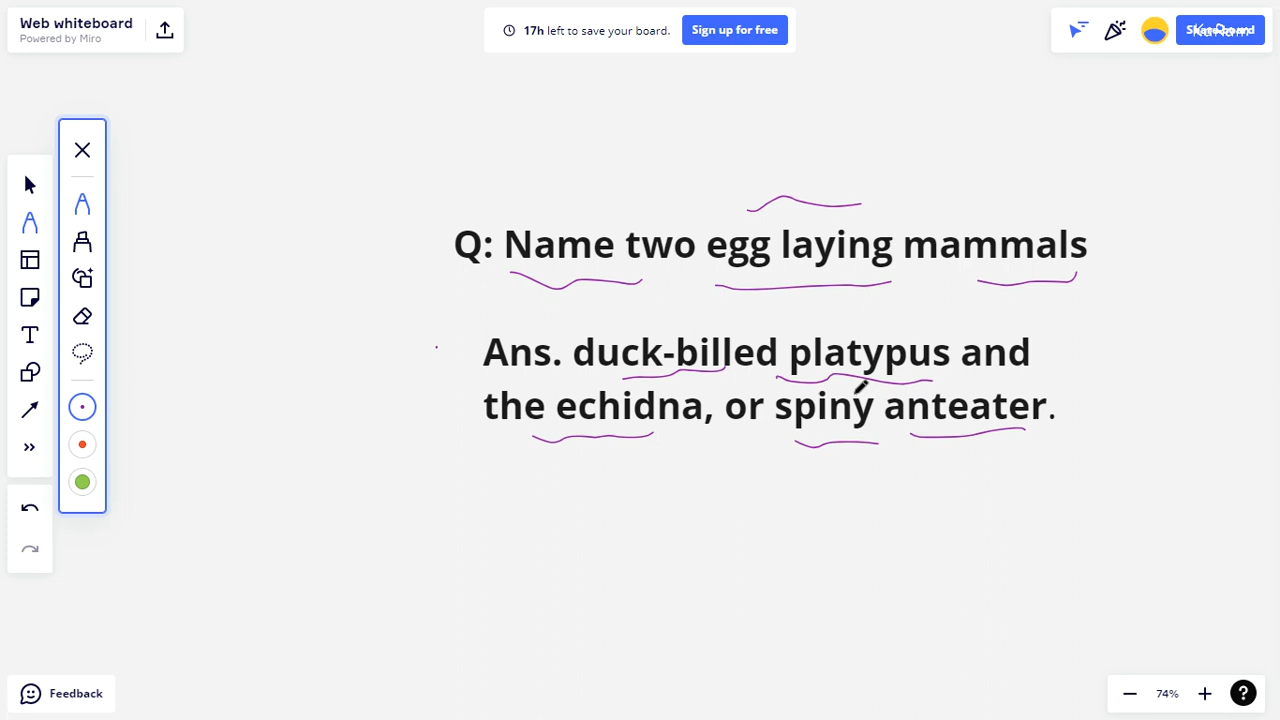 Web whiteboard
Powered by Miro
17h left to save your board.
Sign up for free
Q: Name two egg laying mammals
Ans. duck-billed platypus and
the echidna, or spiny anteater.
Feedback
74%